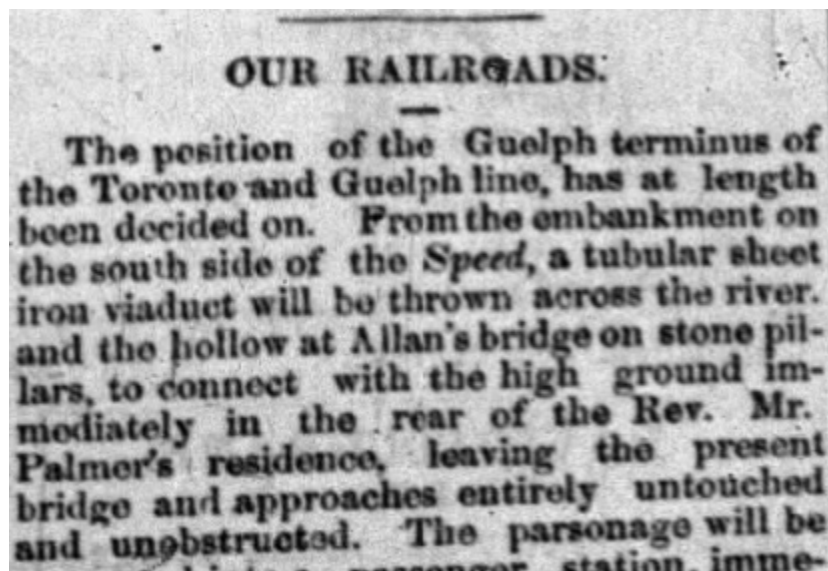 OUR RAILROADS.
The position of the Guelph terminus of
the Toronto and Guelph line, has at length
been decided on. From the embankment on
the south side of the Speed, a tubular sheet
iron viaduct will be thrown across the river.
and the hollow at Allan's bridge on stone pil-
lars, to connect with the high ground im-
mediately in the rear of the Rev. Mr.
Palmer's residence, leaving the present
bridge and approaches entirely untouched
and unobstructed. The parsonage will be
passenger station, imme-